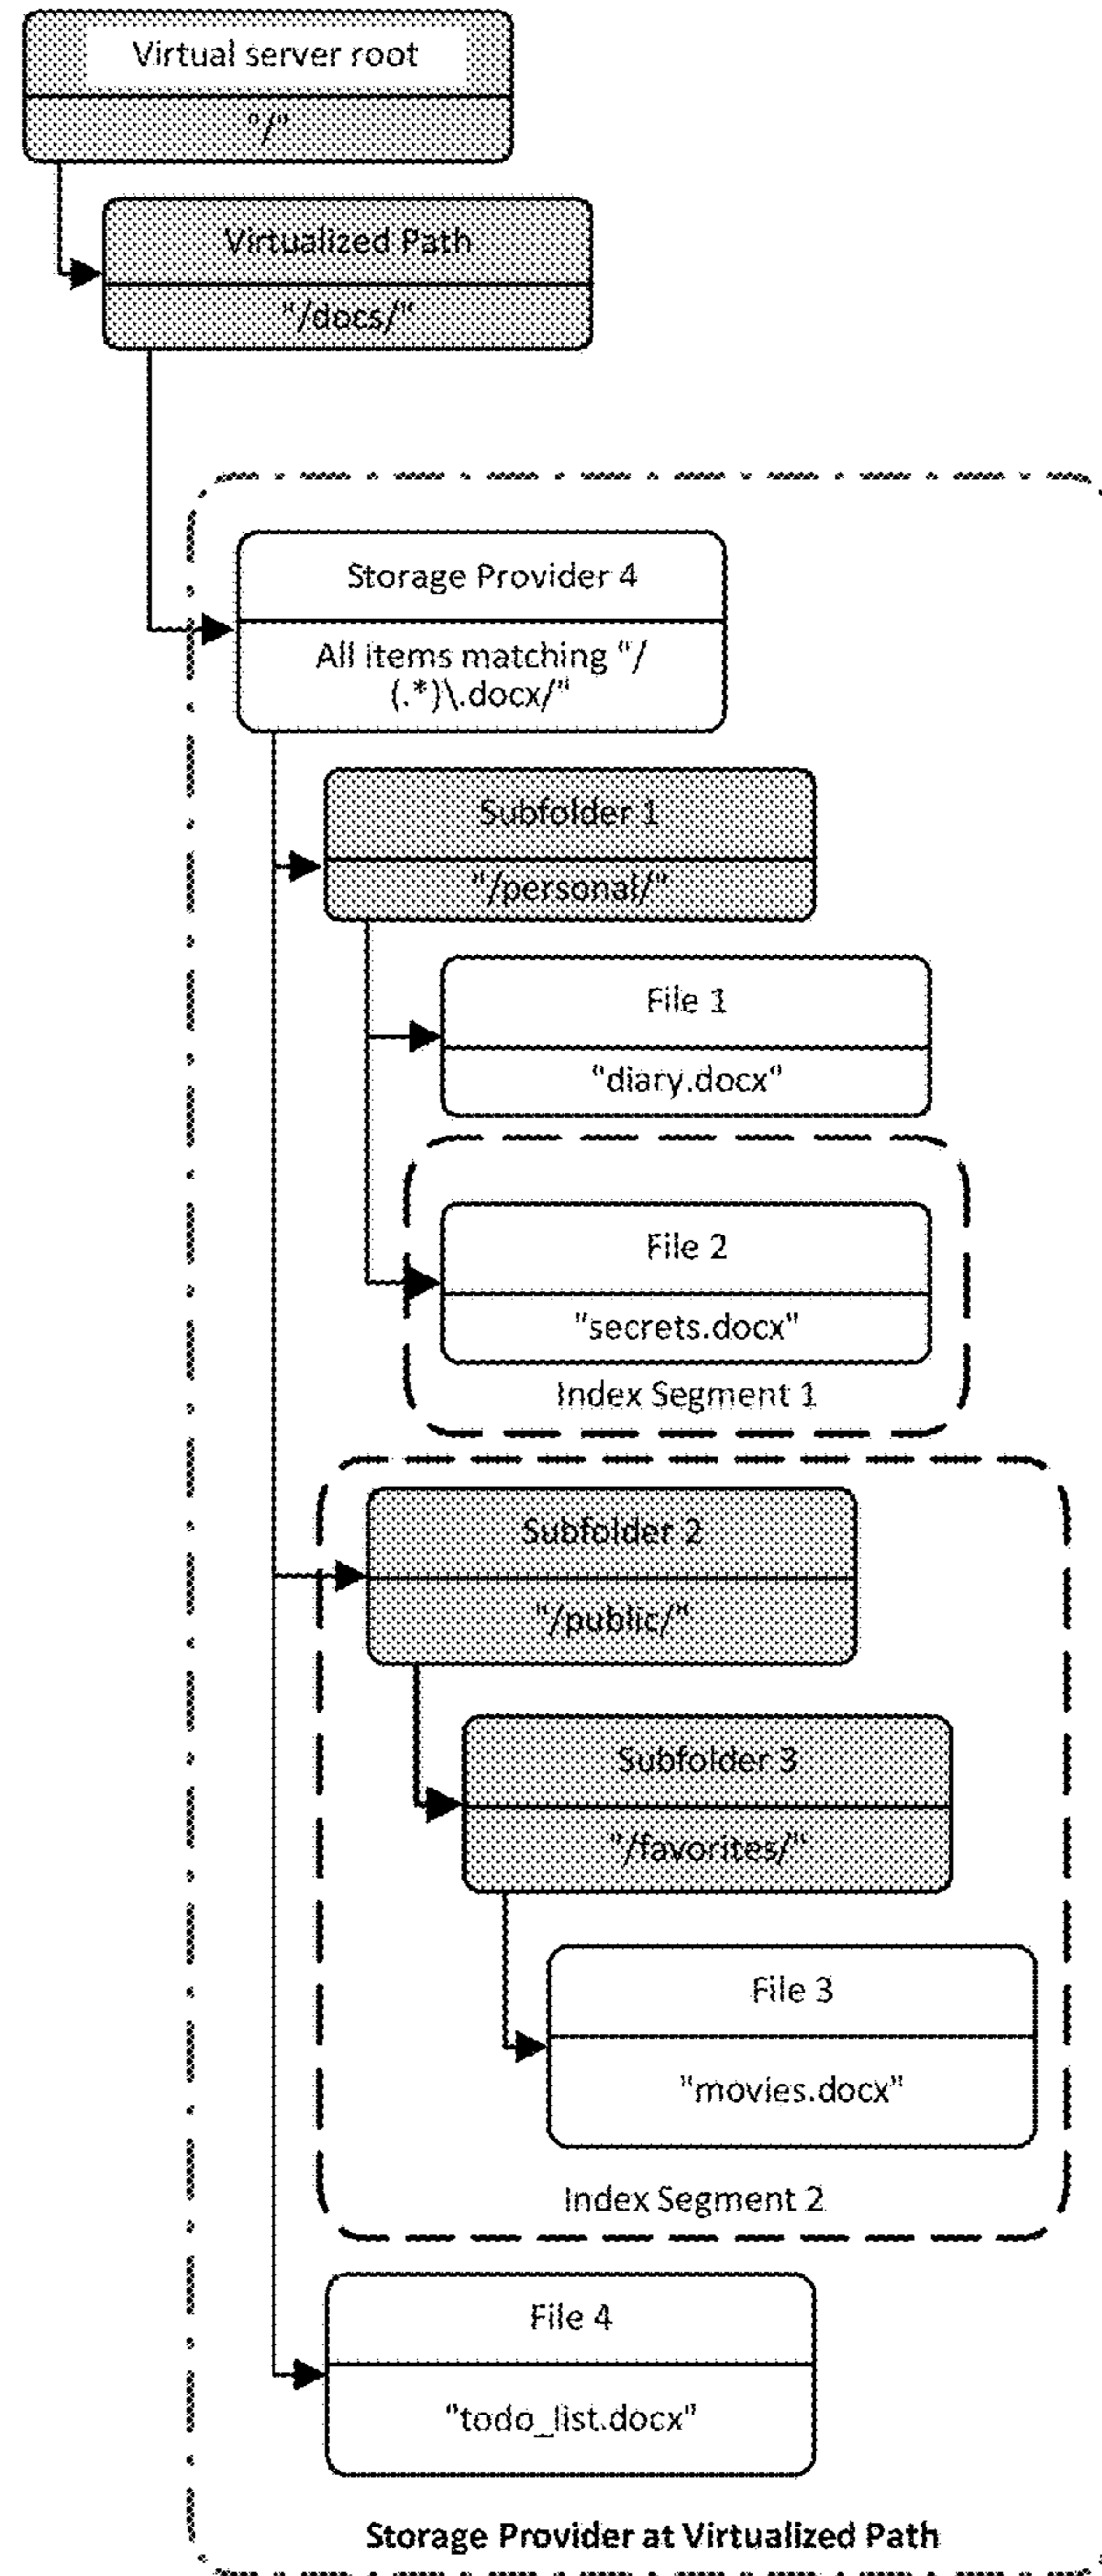 Virtual server root
"/"
Virtualized Path
"/docs/"
Storage Provider 4
All items matching "/
(.*)\.docx/"
Subfolder 1
"/personal/"
File 1
"diary.docx"
File 2
"secrets.docx"
Index Segment 1
Subfolder 2
"/public/"
Subfolder 3
"/favorites/"
File 3
"movies.docx"
Index Segment 2
File 4
"todo_list.docx"
Storage Provider at Virtualized Path